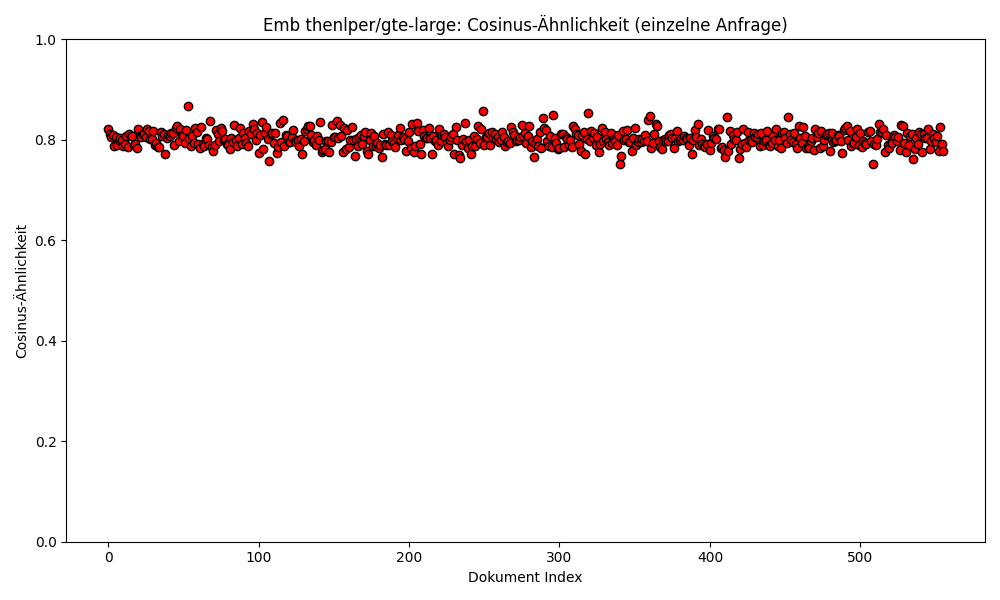 Emb thenlper/gte-large: Cosinus-Ähnlichkeit (einzelne Anfrage)
1.0
0.8
0.6
0.4
0.2
0.0
Cosinus-Ähnlichkeit
0 100 200 300 400 500
Dokument Index